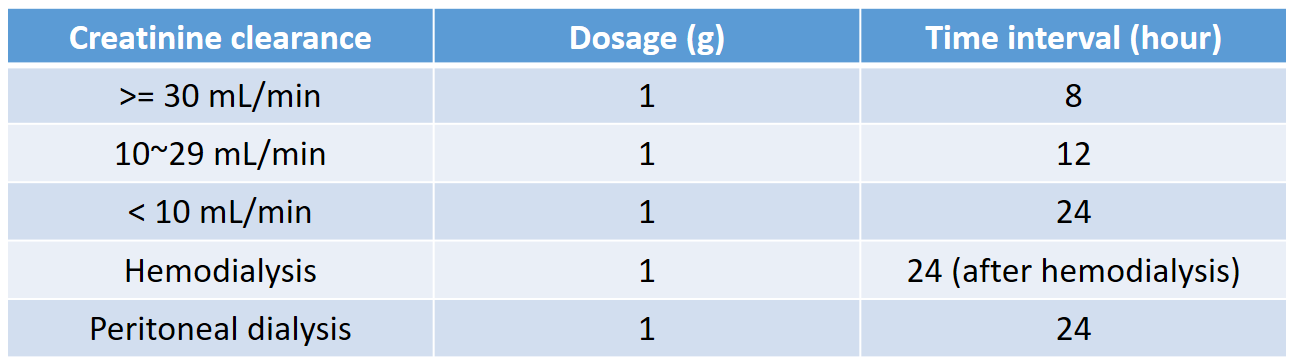 Creatinine clearance Dosage (g) Time interval (hour)
>= 30 mL/min 1 8
10~29 mL/min 1 12
< 10 mL/min 1 24
Hemodialysis 1 24 (after hemodialysis)
Peritoneal dialysis 1 24